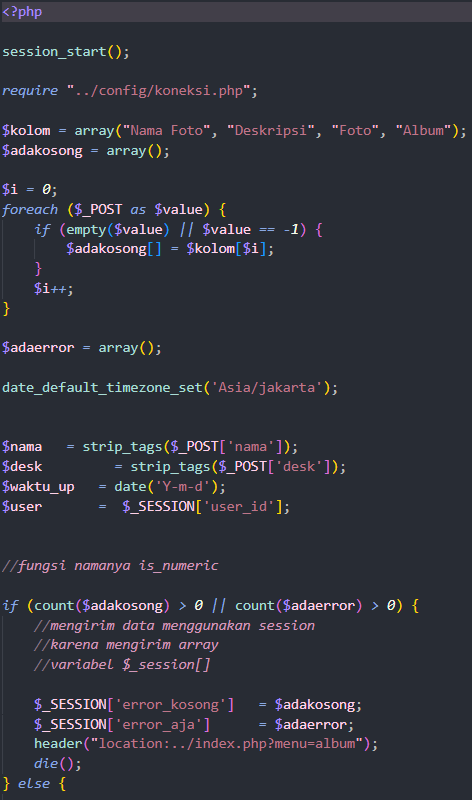 <?php
session_start();
require "../config/koneksi.php";
$kolom = array("Nama Foto", "Deskripsi", "Foto", "Album");
$adakosong = array();
$i = 0;
foreach ($_POST as $value) {
    if (empty($value) || $value == -1) {
        $adakosong[] = $kolom[$i];
    }
    $i++;
}
$adaerror = array();
date_default_timezone_set('Asia/jakarta');
$nama   = strip_tags($_POST['nama']);
$desk         = strip_tags($_POST['desk']);
$waktu_up   = date('Y-m-d');
$user       =  $_SESSION['user_id'];
//fungsi namanya is_numeric
if (count($adakosong) > 0 || count($adaerror) > 0) {
    //mengirim data menggunakan session
    //karena mengirim array
    //variabel $_session[]
    $_SESSION['error_kosong']   = $adakosong;
    $_SESSION['error_aja']      = $adaerror;
    header("location:../index.php?menu=album");
    die();
} else {